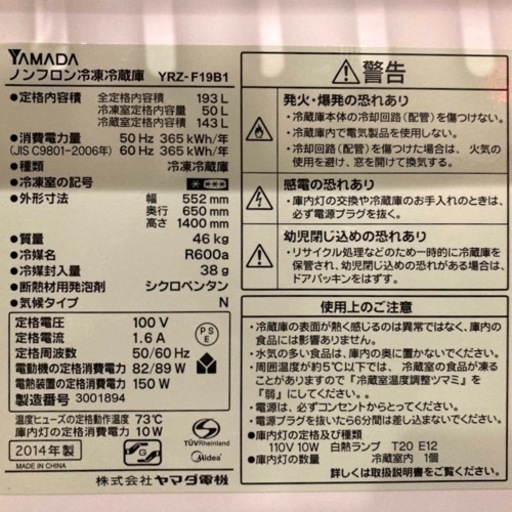 YAMADA
ノンフロン冷凍冷蔵庫 YRZ-F19B1
●定格内容積 全定格内容積 193 L
冷凍室定格内容積 50 L
冷蔵室定格内容積 143 L
●消費電力量 50 Hz 365 kWh/年
(JIS C9801-2006年) 60 Hz 365 kWh/年
●種類 冷凍冷蔵庫
●冷凍室の記号
●外形寸法 幅 552 mm
奥行 650 mm
高さ 1400 mm
●質量 46 kg
●冷媒名 R600a
●冷媒封入量 38 g
●断熱材用発泡剤 シクロペンタン
●気候タイプ N
定格電圧 100 V
定格電流 1.6 A
定格周波数 50/60 Hz
電動機の定格消費電力 82/89 W
電熱装置の定格消費電力 150 W
製造番号 3001894
PSE
温度ヒューズの定格動作温度 73℃
庫内灯の定格消費電力 10 W
2014年製
MADE IN CHINA
G
TÜVRheinland
Midea
株式会社ヤマダ電機
警告
発火・爆発の恐れあり
・冷蔵庫本体の冷却回路(配管)を傷つけない。
・冷蔵庫内で電気製品を使用しない。
・冷却回路(配管)を傷つけた場合は、火気の
使用を避け、窓を開けて換気する。
感電の恐れあり
・庫内灯の交換や冷蔵庫のお手入れのときは、
必ず電源プラグを抜く。
幼児閉じ込めの恐れあり
・リサイクル処理などのため一時的に冷蔵庫を
保管され、幼児閉じ込めの恐れがある場合は、
ドアパッキンをはずす。
使用上のご注意
・冷蔵庫の表面が熱く感じるのは異常ではなく、庫内の
食品には影響ありません。
・水気の多い食品は、庫内の奥に置かないでください。
・周囲温度が約5℃以下では、冷蔵室の食品が凍る
ことがありますので「冷蔵室温度調整ツマミ」を
『弱』にしてください。。
・電源は、必ずコンセントからとってください。
・電源プラグを抜いたら6分間は差し込まないでください。
・庫内灯の定格及び種類
110V 10W 白熱ランプ T20 E12
・庫内灯の数量 冷蔵室内 1個
詳しくは取扱説明書をご覧ください。